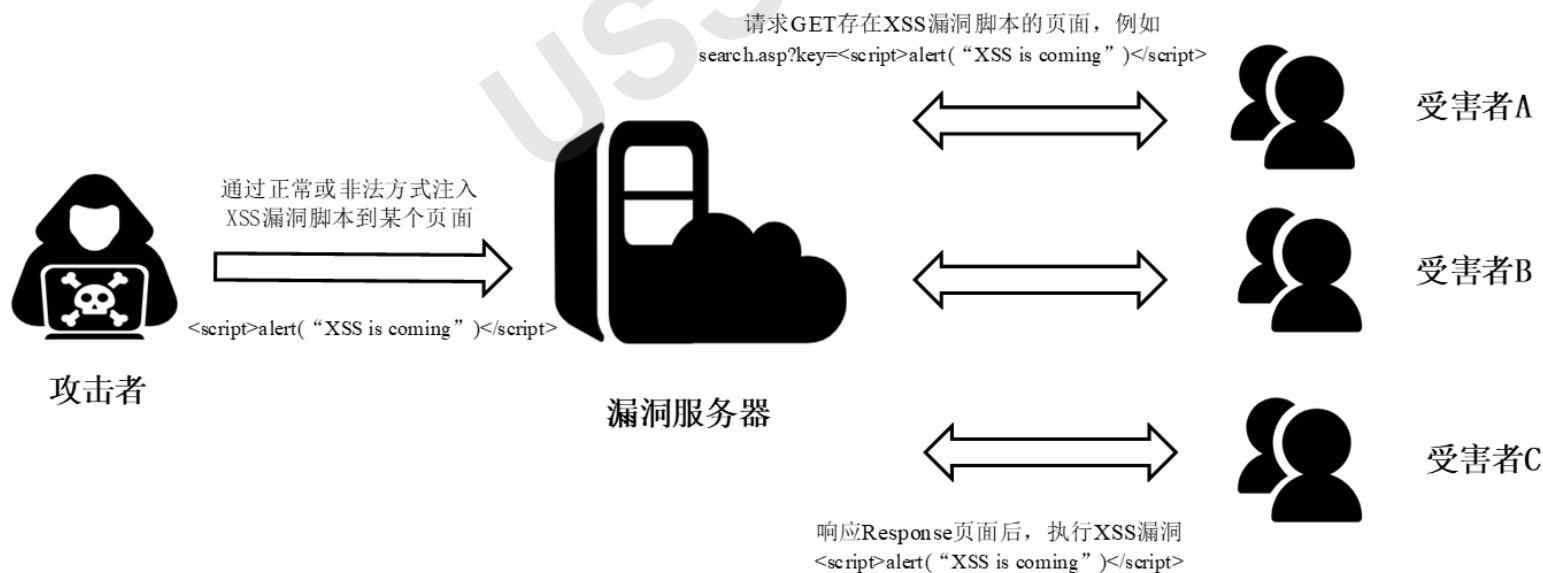 请求GET存在XSS漏洞脚本的页面，例如
search.asp?key=<script>alert(“XSS is coming”)</script>
受害者A
通过正常或非法方式注入
XSS漏洞脚本到某个页面
<script>alert(“XSS is coming”)</script>
攻击者
漏洞服务器
受害者B
受害者C
响应Response页面后，执行XSS漏洞
<script>alert(“XSS is coming”)</script>